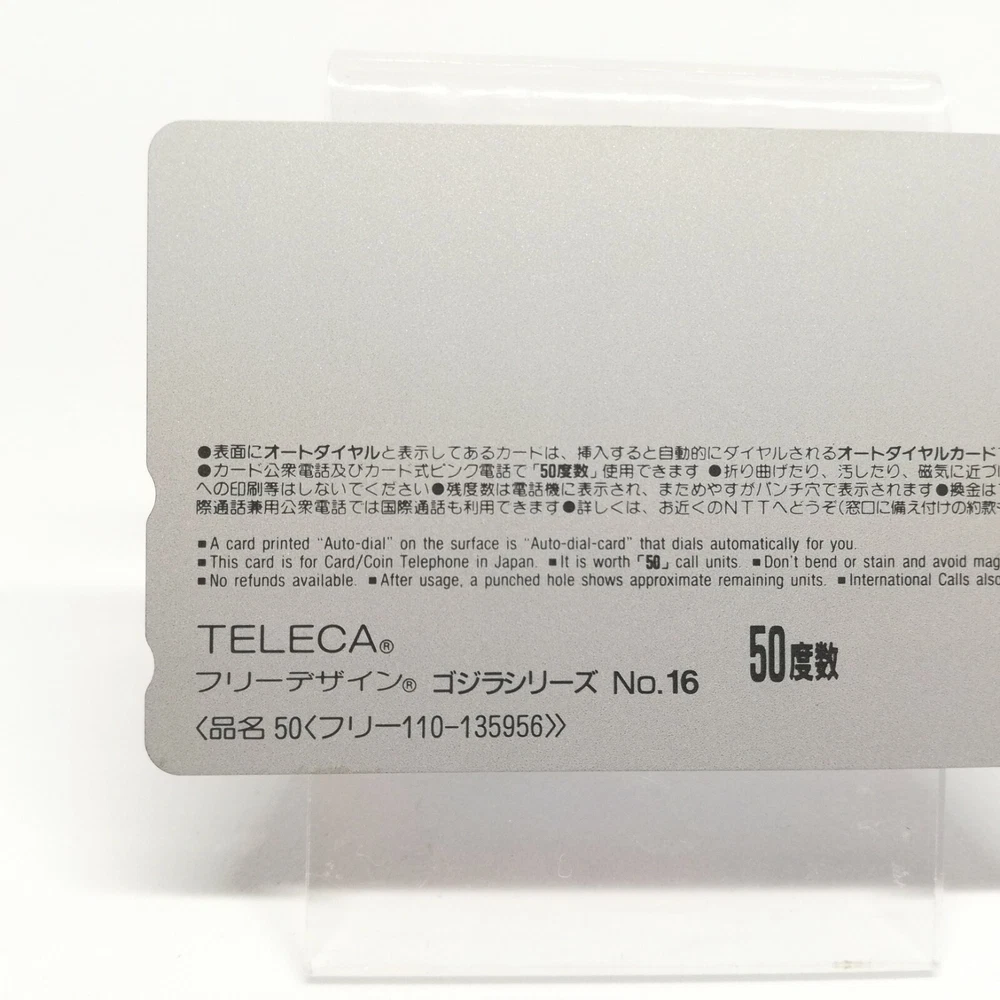 ●表面にオートダイヤルと表示してあるカードは、挿入すると自動的にダイヤルされるオートダイヤルカードで
●カード公衆電話及びカード式ピンク電話で「50度数」使用できます ●折り曲げたり、汚したり、磁気に近づけ
への印刷等はしないでください●残度数は電話機に表示され、まためやすがパンチ穴で表示されます●換金は
際通話兼用公衆電話では国際通話も利用できます●詳しくは、お近くのNTTへどうぞ(窓口に備え付けの約款
■A card printed "Auto-dial" on the surface is "Auto-dial-card" that dials automatically for you.
■This card is for Card/Coin Telephone in Japan. ■It is worth「50」call units. ■Don't bend or stain and avoid mag
■No refunds available. ■After usage, a punched hole shows approximate remaining units. ■International Calls also
TELECA®
50度数
フリーデザイン® ゴジラシリーズ No.16
〈品名 50〈フリー110-135956〉〉